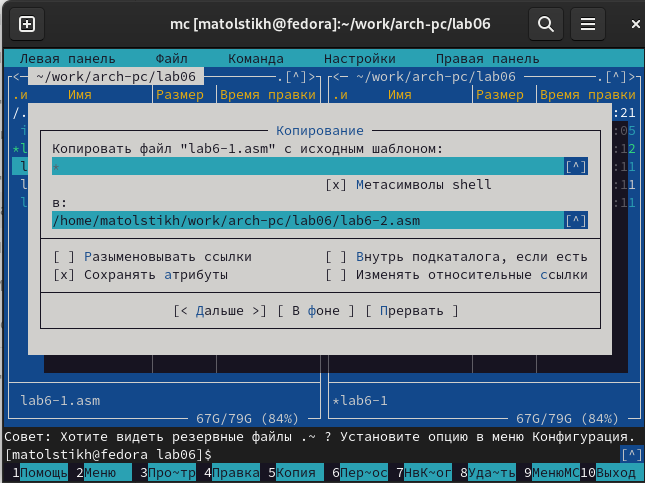 mc [matolstikh@fedora]:~/work/arch-pc/lab06
Левая панель Файл Команда Настройки Правая панель
<─ ~/work/arch-pc/lab06 ─.[^]>
<─ ~/work/arch-pc/lab06 ─.[^]>
.и Имя Размер Время правки
.и Имя Размер Время правки
/. :21
:05
*l :12
l :11
l :11
l :11
Копирование
Копировать файл "lab6-1.asm" с исходным шаблоном:
* [^]
[x] Метасимволы shell
в:
/home/matolstikh/work/arch-pc/lab06/lab6-2.asm [^]
[ ] Разыменовывать ссылки [ ] Внутрь подкаталога, если есть
[x] Сохранять атрибуты [ ] Изменять относительные ссылки
[< Дальше >] [ В фоне ] [ Прервать ]
lab6-1.asm *lab6-1
67G/79G (84%) 67G/79G (84%)
Совет: Хотите видеть резервные файлы .~ ? Установите опцию в меню Конфигурация.
[matolstikh@fedora lab06]$ [^]
1Помощь 2Меню 3Про~тр 4Правка 5Копия 6Пер~ос 7НвК~ог 8Уда~ть 9МенюМС 10Выход